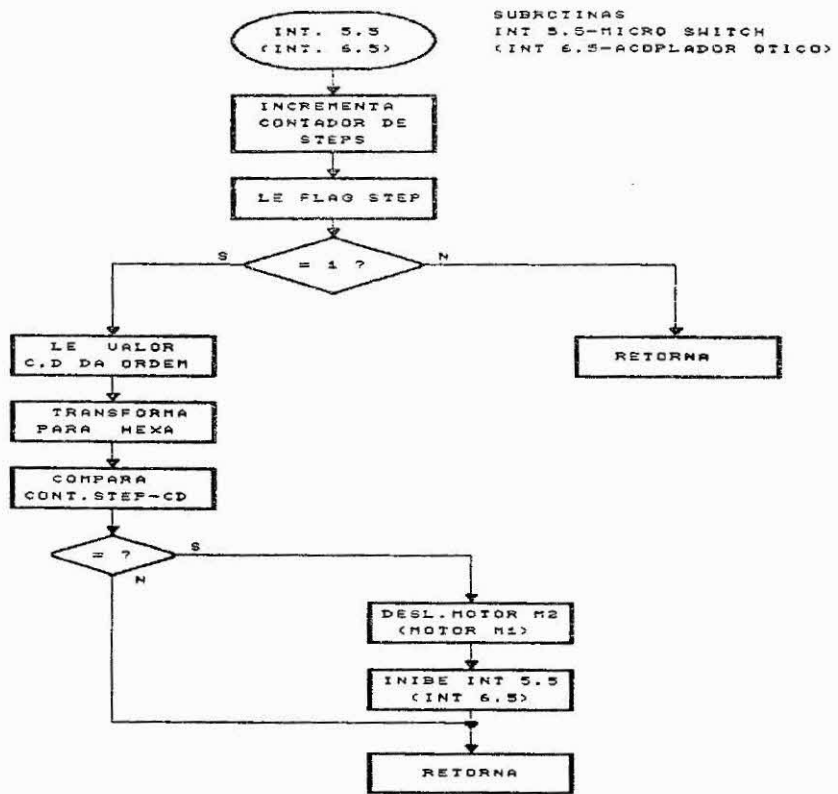 SUBROTINAS
INT 5.5-MICRO SWITCH
(INT 6.5-ACOPLADOR OTICO)
INT. 5.5
(INT. 6.5)
INCREMENTA
CONTADOR DE
STEPS
LE FLAG STEP
= 1 ?
S
N
LE VALOR
C.D DA ORDEM
RETORNA
TRANSFORMA
PARA HEXA
COMPARA
CONT.STEP-CD
= ?
S
N
DESL.MOTOR M2
(MOTOR M1)
INIBE INT 5.5
(INT 6.5)
RETORNA